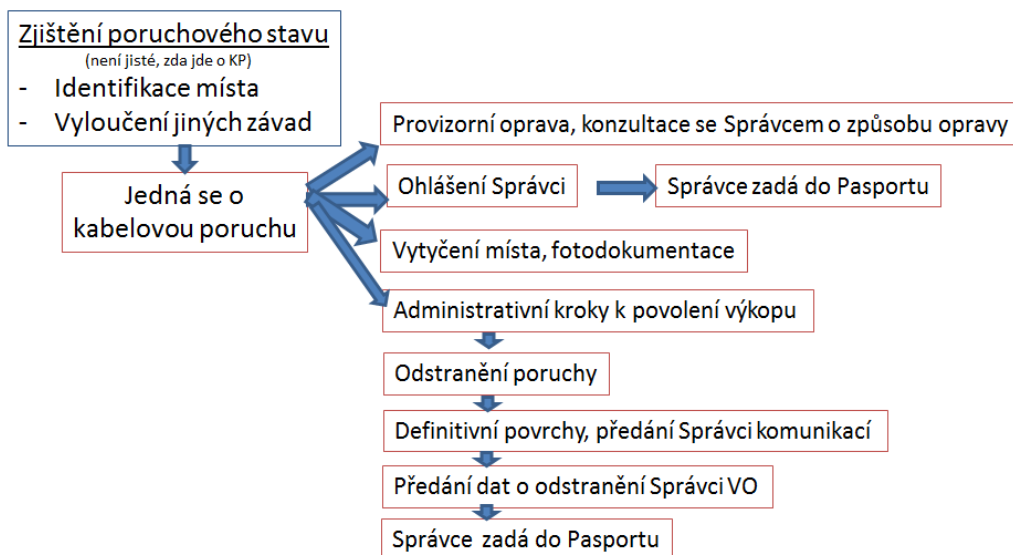 Zjištění poruchového stavu
(není jisté, zda jde o KP)
- Identifikace místa
- Vyloučení jiných závad
Jedná se o
kabelovou poruchu
Provizorní oprava, konzultace se Správcem o způsobu opravy
Ohlášení Správci
Správce zadá do Pasportu
Vytyčení místa, fotodokumentace
Administrativní kroky k povolení výkopu
Odstranění poruchy
Definitivní povrchy, předání Správci komunikací
Předání dat o odstranění Správci VO
Správce zadá do Pasportu